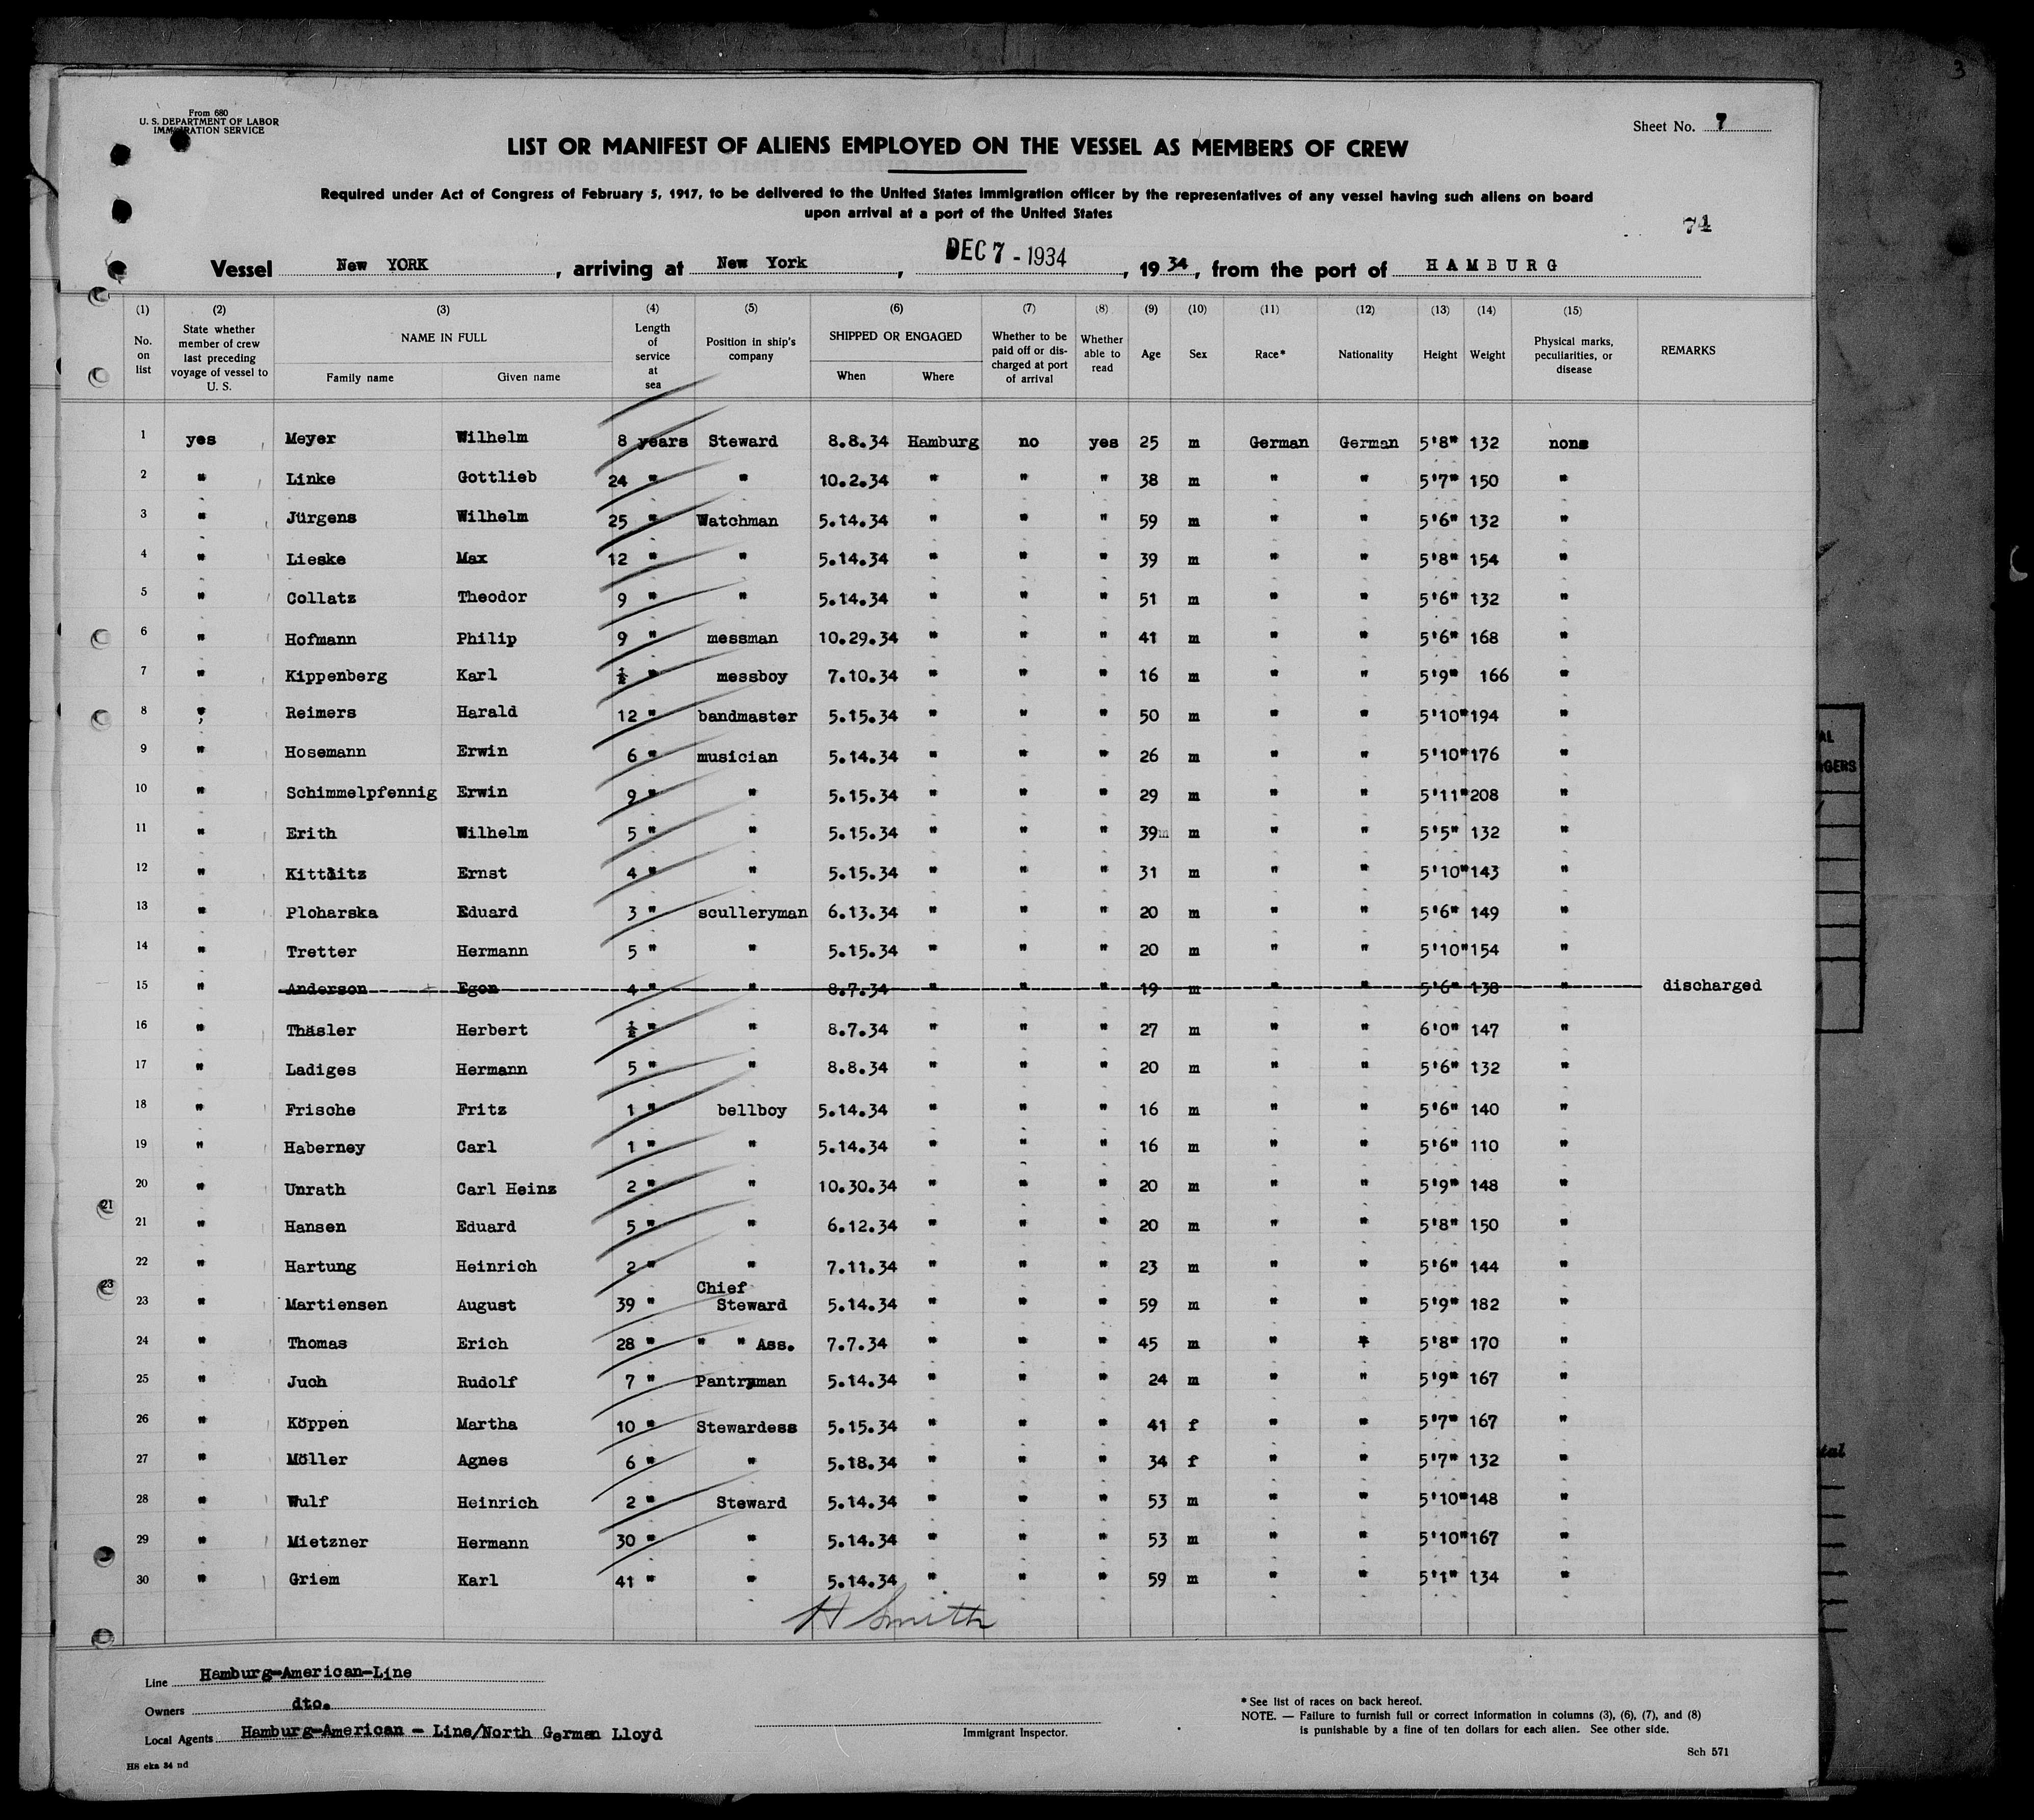 3
From 680
U. S. DEPARTMENT OF LABOR
IMMIGRATION SERVICE
Sheet No. 7
LIST OR MANIFEST OF ALIENS EMPLOYED ON THE VESSEL AS MEMBERS OF CREW
Required under Act of Congress of February 5, 1917, to be delivered to the United States immigration officer by the representatives of any vessel having such aliens on board
upon arrival at a port of the United States
74
Vessel New YORK, arriving at New York, DEC 7 - 1934, 1934, from the port of HAMBURG
(1) (2) (3) (4) (5) (6) (7) (8) (9) (10) (11) (12) (13) (14) (15)
No. on list State whether member of crew last preceding voyage of vessel to U. S. NAME IN FULL Family name Given name Length of service at sea Position in ship's company SHIPPED OR ENGAGED When Where Whether to be paid off or discharged at port of arrival Whether able to read Age Sex Race* Nationality Height Weight Physical marks, peculiarities, or disease REMARKS
1 yes Meyer Wilhelm 8 years Steward 8.8.34 Hamburg no yes 25 m German German 5'8" 132 none
2 " Linke Gottlieb 24 " " 10.2.34 " " " 38 m " " 5'7" 150 "
3 " Jürgens Wilhelm 25 " Watchman 5.14.34 " " " 59 m " " 5'6" 132 "
4 " Lieske Max 12 " " 5.14.34 " " " 39 m " " 5'8" 154 "
5 " Collatz Theodor 9 " " 5.14.34 " " " 51 m " " 5'6" 132 "
6 " Hofmann Philip 9 " messman 10.29.34 " " " 41 m " " 5'6" 168 "
7 " Kippenberg Karl ½ " messboy 7.10.34 " " " 16 m " " 5'9" 166 "
8 " Reimers Harald 12 " bandmaster 5.15.34 " " " 50 m " " 5'10" 194 "
9 " Hosemann Erwin 6 " musician 5.14.34 " " " 26 m " " 5'10" 176 "
10 " Schimmelpfennig Erwin 9 " " 5.15.34 " " " 29 m " " 5'11" 208 "
11 " Erith Wilhelm 5 " " 5.15.34 " " " 39 m " " 5'5" 132 "
12 " Kittlitz Ernst 4 " " 5.15.34 " " " 31 m " " 5'10" 143 "
13 " Ploharska Eduard 3 " sculleryman 6.13.34 " " " 20 m " " 5'6" 149 "
14 " Tretter Hermann 5 " " 5.15.34 " " " 20 m " " 5'10" 154 "
15 " Anderson Egon 4 " " 8.7.34 " " " 19 m " " 5'6" 138 " discharged
16 " Thäsler Herbert ½ " " 8.7.34 " " " 27 m " " 6'0" 147 "
17 " Ladiges Hermann 5 " " 8.8.34 " " " 20 m " " 5'6" 132 "
18 " Frische Fritz 1 " bellboy 5.14.34 " " " 16 m " " 5'6" 140 "
19 " Haberney Carl 1 " " 5.14.34 " " " 16 m " " 5'6" 110 "
20 " Unrath Carl Heinz 2 " " 10.30.34 " " " 20 m " " 5'9" 148 "
21 " Hansen Eduard 5 " " 6.12.34 " " " 20 m " " 5'8" 150 "
22 " Hartung Heinrich 2 " " 7.11.34 " " " 23 m " " 5'6" 144 "
23 " Martiensen August 39 " Chief Steward 5.14.34 " " " 59 m " " 5'9" 182 "
24 " Thomas Erich 28 " " " Ass. 7.7.34 " " " 45 m " " 5'8" 170 "
25 " Juch Rudolf 7 " Pantryman 5.14.34 " " " 24 m " " 5'9" 167 "
26 " Köppen Martha 10 " Stewardess 5.15.34 " " " 41 f " " 5'7" 167 "
27 " Möller Agnes 6 " " 5.18.34 " " " 34 f " " 5'7" 132 "
28 " Wulf Heinrich 2 " Steward 5.14.34 " " " 53 m " " 5'10" 148 "
29 " Mietzner Hermann 30 " " 5.14.34 " " " 53 m " " 5'10" 167 "
30 " Griem Karl 41 " " 5.14.34 " " " 59 m " " 5'1" 134 "
21
23
H Smith
Line Hamburg-American-Line
Owners dto.
Local Agents Hamburg-American - Line/North German Lloyd
Immigrant Inspector.
* See list of races on back hereof.
NOTE. — Failure to furnish full or correct information in columns (3), (6), (7), and (8)
is punishable by a fine of ten dollars for each alien. See other side.
HS eka 34 nd
Sch 571